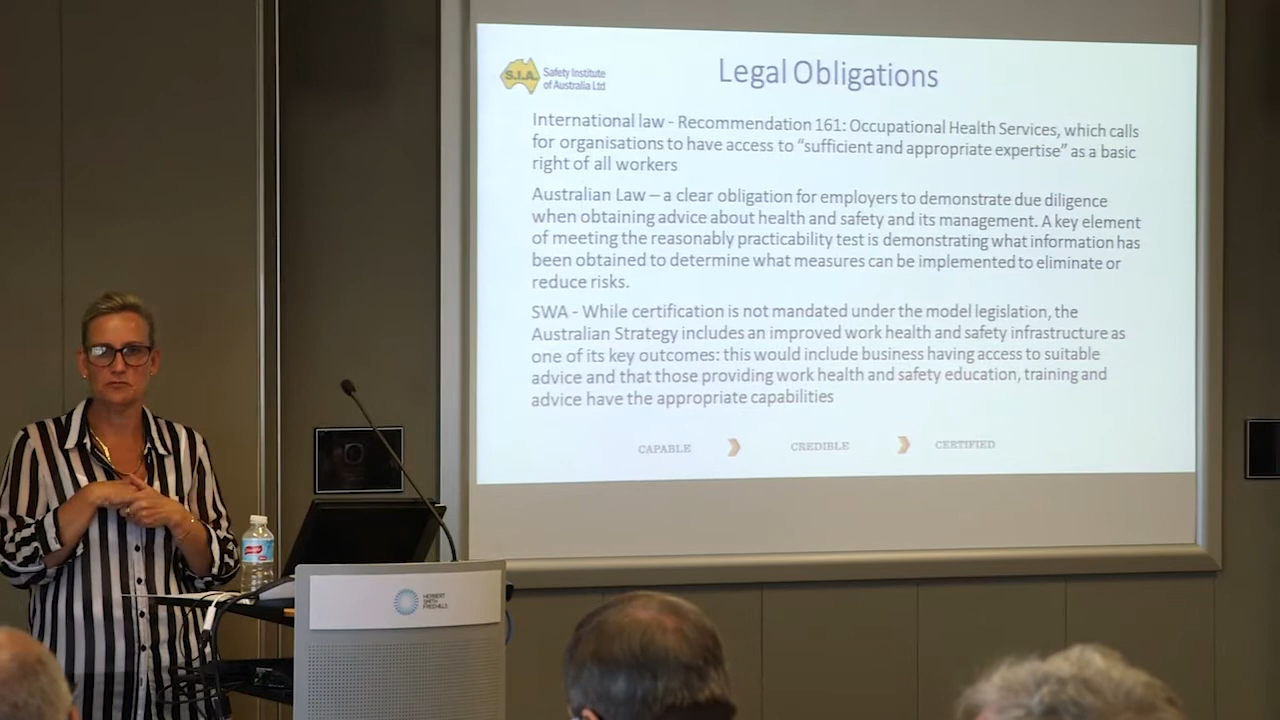 S.I.A.
Safety Institute
of Australia Ltd
Legal Obligations
International law - Recommendation 161: Occupational Health Services, which calls
for organisations to have access to “sufficient and appropriate expertise” as a basic
right of all workers
Australian Law – a clear obligation for employers to demonstrate due diligence
when obtaining advice about health and safety and its management. A key element
of meeting the reasonably practicability test is demonstrating what information has
been obtained to determine what measures can be implemented to eliminate or
reduce risks.
SWA - While certification is not mandated under the model legislation, the
Australian Strategy includes an improved work health and safety infrastructure as
one of its key outcomes: this would include business having access to suitable
advice and that those providing work health and safety education, training and
advice have the appropriate capabilities
CAPABLE CREDIBLE CERTIFIED
HERBERT
SMITH
FREEHILLS